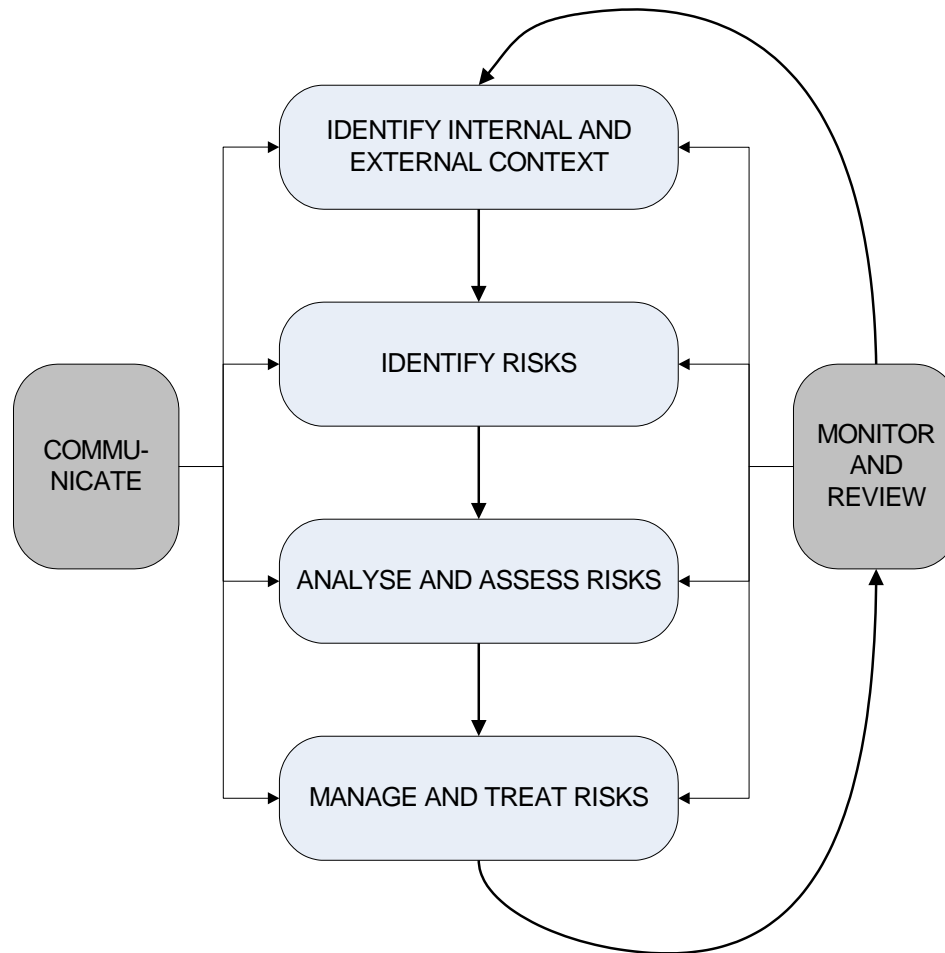 IDENTIFY INTERNAL AND
EXTERNAL CONTEXT
IDENTIFY RISKS
COMMU-
NICATE
MONITOR
AND
REVIEW
ANALYSE AND ASSESS RISKS
MANAGE AND TREAT RISKS